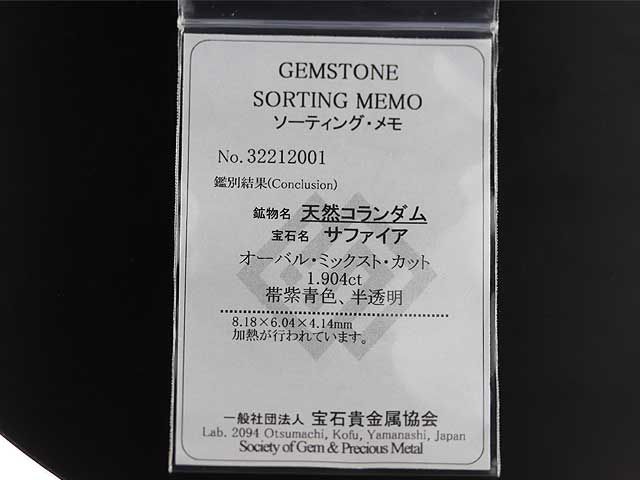 GEMSTONE
SORTING MEMO
ソーティング・メモ
No. 32212001
鑑別結果(Conclusion)
鉱物名 天然コランダム
宝石名 サファイア
オーバル・ミックスト・カット
1.904ct
帯紫青色、半透明
8.18×6.04×4.14mm
加熱が行われています。
一般社団法人 宝石貴金属協会
Lab. 2094 Otsumachi, Kofu, Yamanashi, Japan
Society of Gem & Precious Metal